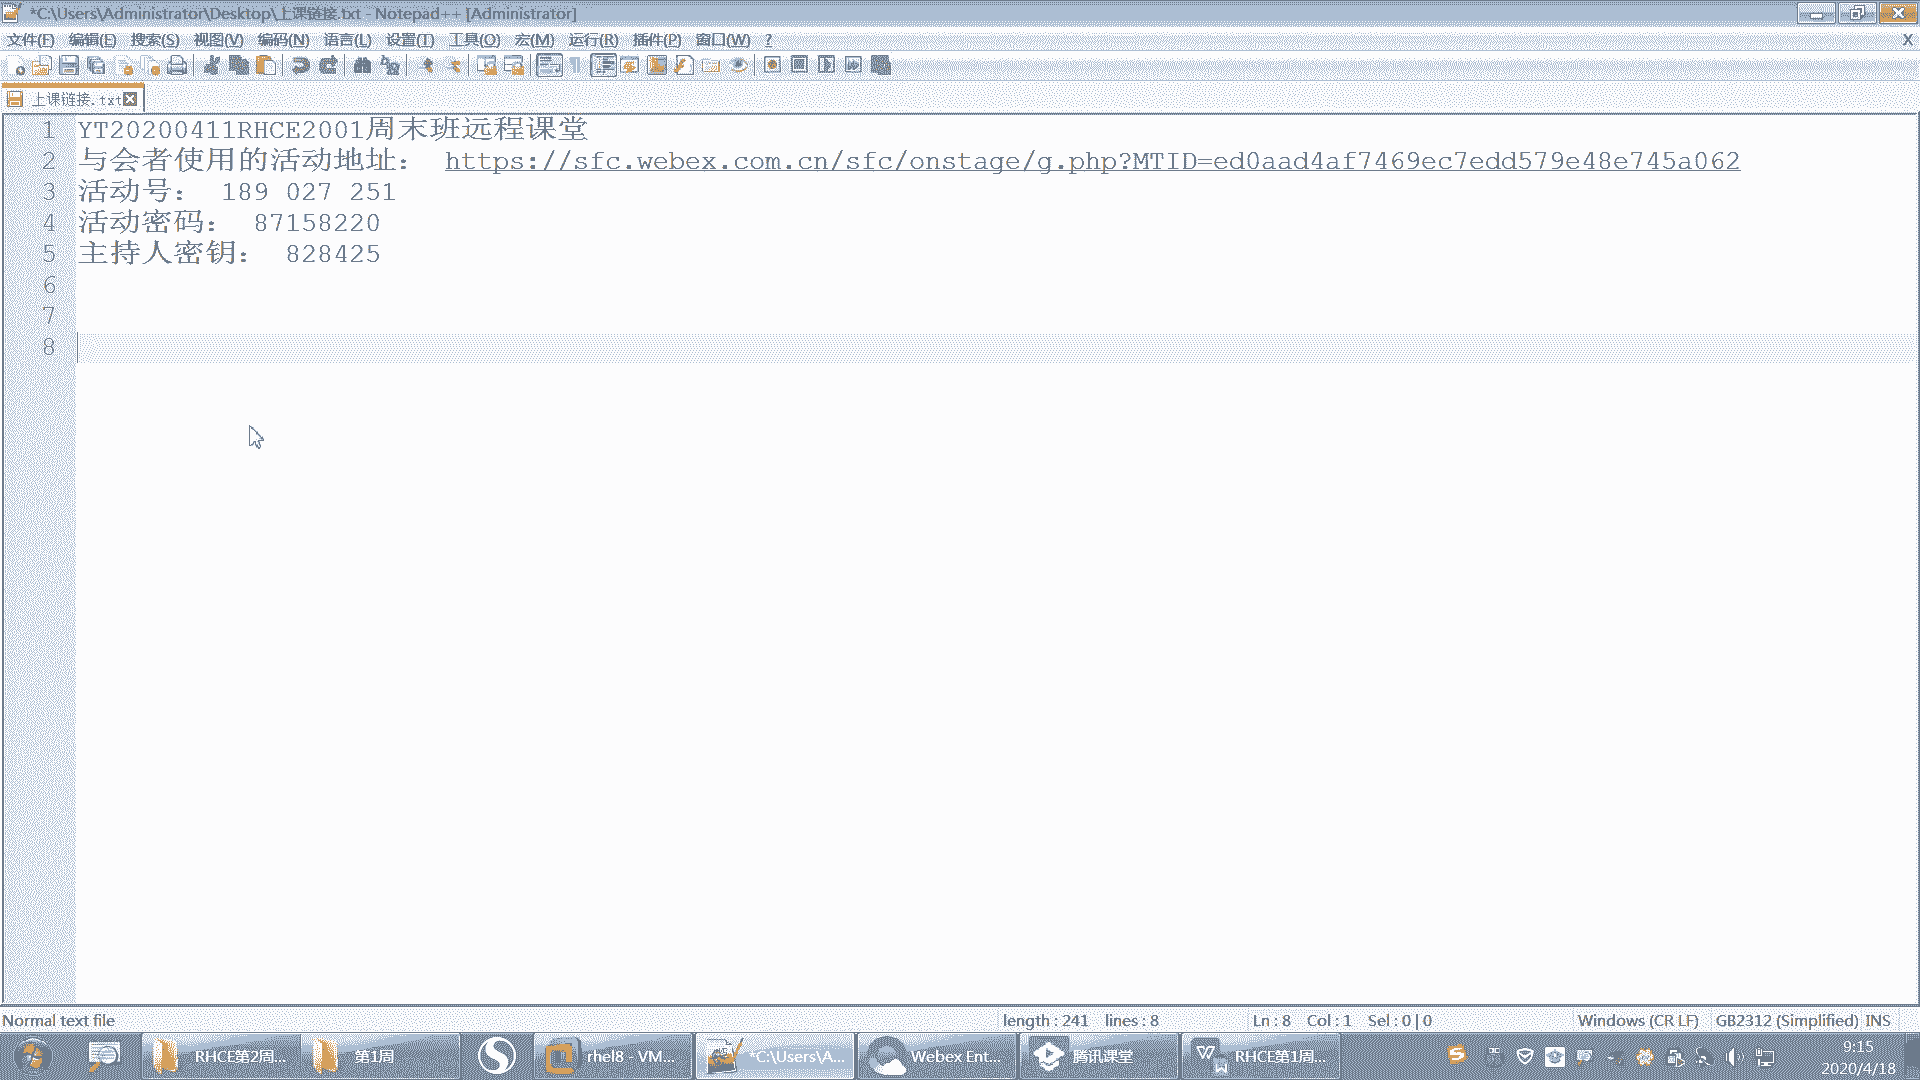 *C:\Users\Administrator\Desktop\上课链接.txt - Notepad++ [Administrator]
文件(F) 编辑(E) 搜索(S) 视图(V) 编码(N) 语言(L) 设置(T) 工具(O) 宏(M) 运行(R) 插件(P) 窗口(W) ? X
上课链接.txt
1 YT20200411RHCE2001周末班远程课堂
2 与会者使用的活动地址： https://sfc.webex.com.cn/sfc/onstage/g.php?MTID=ed0aad4af7469ec7edd579e48e745a062
3 活动号： 189 027 251
4 活动密码： 87158220
5 主持人密钥： 828425
6
7
8
Normal text file length : 241 lines : 8 Ln : 8 Col : 1 Sel : 0 | 0 Windows (CR LF) GB2312 (Simplified) INS
RHCE第2周... 第1周 rhel8 - VM... *C:\Users\A... Webex Ent... 腾讯课堂 RHCE第1周... 9:15
2020/4/18